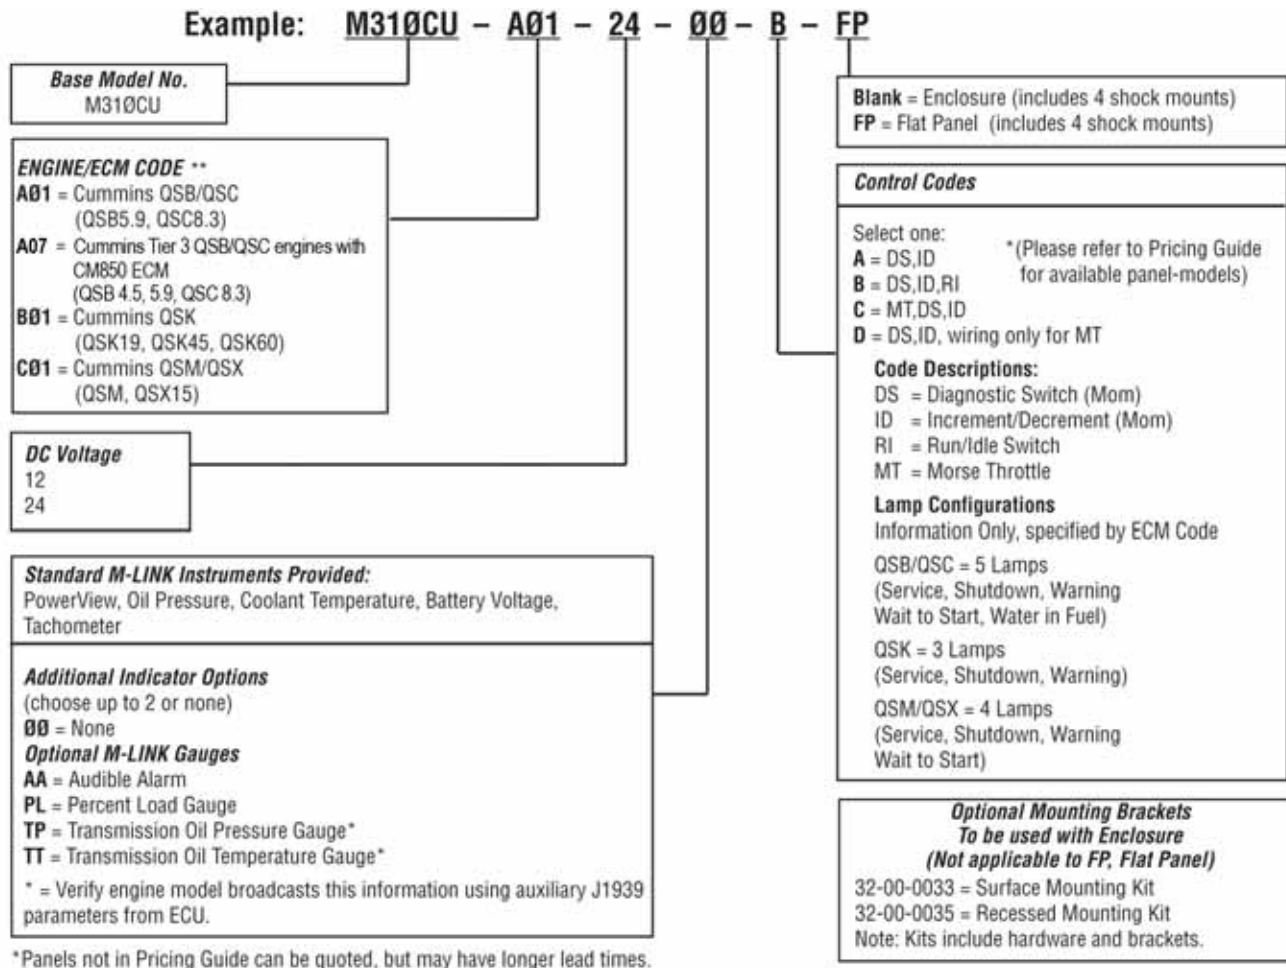 Example: M31ØCU – AØ1 – 24 – ØØ – B – FP
Base Model No.
M31ØCU
ENGINE/ECM CODE **
AØ1 = Cummins QSB/QSC
(QSB5.9, QSC8.3)
A07 = Cummins Tier 3 QSB/QSC engines with
CM850 ECM
(QSB 4.5, 5.9, QSC 8.3)
BØ1 = Cummins QSK
(QSK19, QSK45, QSK60)
CØ1 = Cummins QSM/QSX
(QSM, QSX15)
DC Voltage
12
24
Standard M-LINK Instruments Provided:
PowerView, Oil Pressure, Coolant Temperature, Battery Voltage,
Tachometer
Additional Indicator Options
(choose up to 2 or none)
ØØ = None
Optional M-LINK Gauges
AA = Audible Alarm
PL = Percent Load Gauge
TP = Transmission Oil Pressure Gauge*
TT = Transmission Oil Temperature Gauge*
* = Verify engine model broadcasts this information using auxiliary J1939
parameters from ECU.
*Panels not in Pricing Guide can be quoted, but may have longer lead times.
Blank = Enclosure (includes 4 shock mounts)
FP = Flat Panel (includes 4 shock mounts)
Control Codes
Select one:
A = DS,ID
B = DS,ID,RI
C = MT,DS,ID
D = DS,ID, wiring only for MT
*(Please refer to Pricing Guide
for available panel-models)
Code Descriptions:
DS = Diagnostic Switch (Mom)
ID = Increment/Decrement (Mom)
RI = Run/Idle Switch
MT = Morse Throttle
Lamp Configurations
Information Only, specified by ECM Code
QSB/QSC = 5 Lamps
(Service, Shutdown, Warning
Wait to Start, Water in Fuel)
QSK = 3 Lamps
(Service, Shutdown, Warning)
QSM/QSX = 4 Lamps
(Service, Shutdown, Warning
Wait to Start)
Optional Mounting Brackets
To be used with Enclosure
(Not applicable to FP, Flat Panel)
32-00-0033 = Surface Mounting Kit
32-00-0035 = Recessed Mounting Kit
Note: Kits include hardware and brackets.